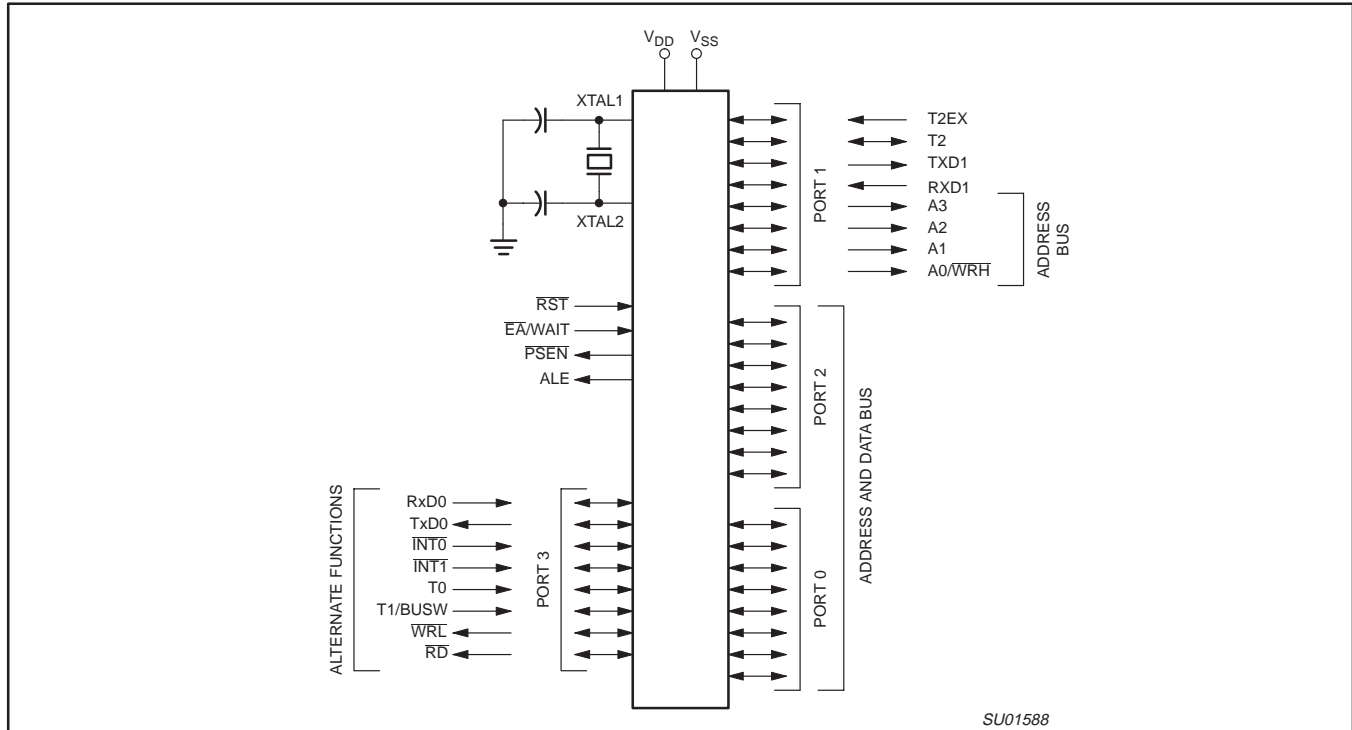 VDD
VSS
XTAL1
XTAL2
RST
EA/WAIT
PSEN
ALE
PORT 1
T2EX
T2
TXD1
RXD1
A3
A2
A1
A0/WRH
ADDRESS
BUS
PORT 2
ADDRESS AND DATA BUS
PORT 0
ALTERNATE FUNCTIONS
RxD0
TxD0
INT0
INT1
T0
T1/BUSW
WRL
RD
PORT 3
SU01588